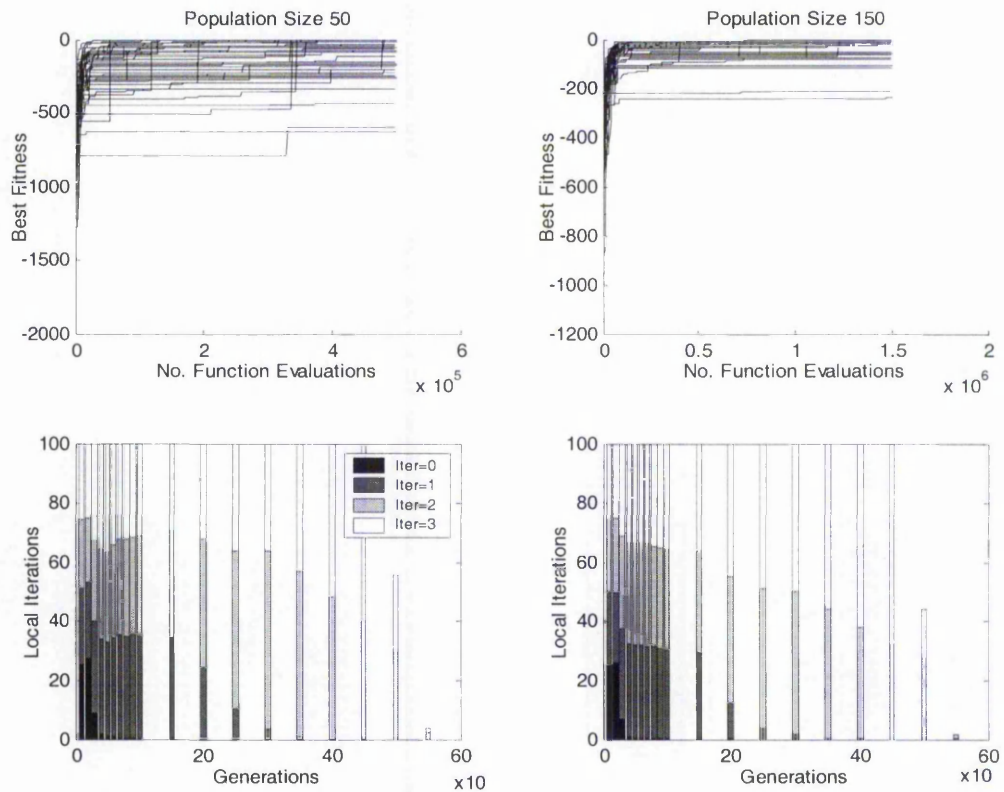 Population Size 50
0
-500
-1000
-1500
-2000
Best Fitness
0 2 4 6
No. Function Evaluations
x 10^5
Population Size 150
0
-200
-400
-600
-800
-1000
-1200
Best Fitness
0 0.5 1 1.5 2
No. Function Evaluations
x 10^6
100
80
60
40
20
0
Local Iterations
Iter=0
Iter=1
Iter=2
Iter=3
0 20 40 60
Generations
x10
100
80
60
40
20
0
Local Iterations
0 20 40 60
Generations
x10